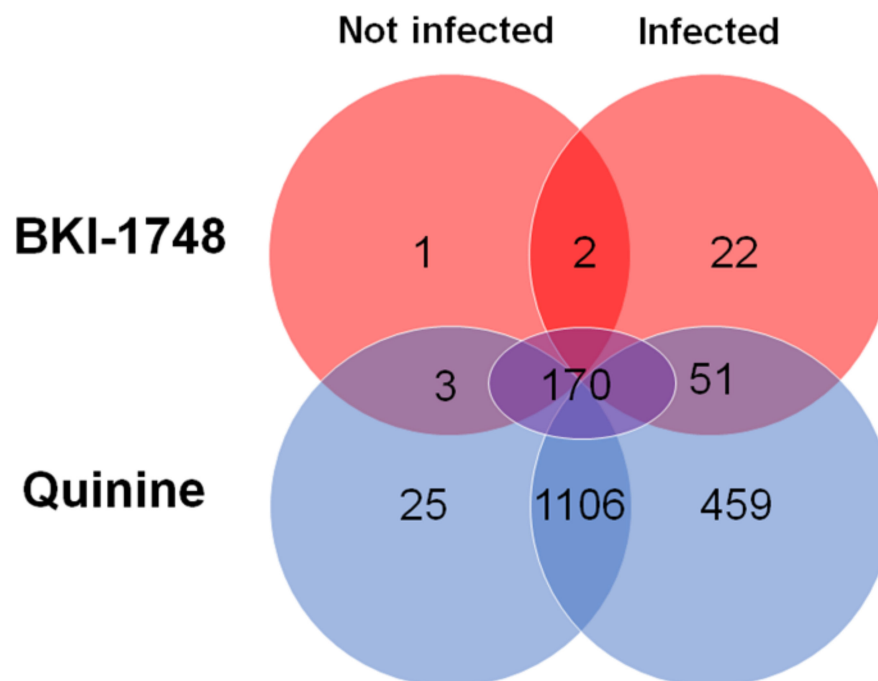 Not infected Infected
BKI-1748
1 2 22
3 170 51
Quinine
25 1106 459